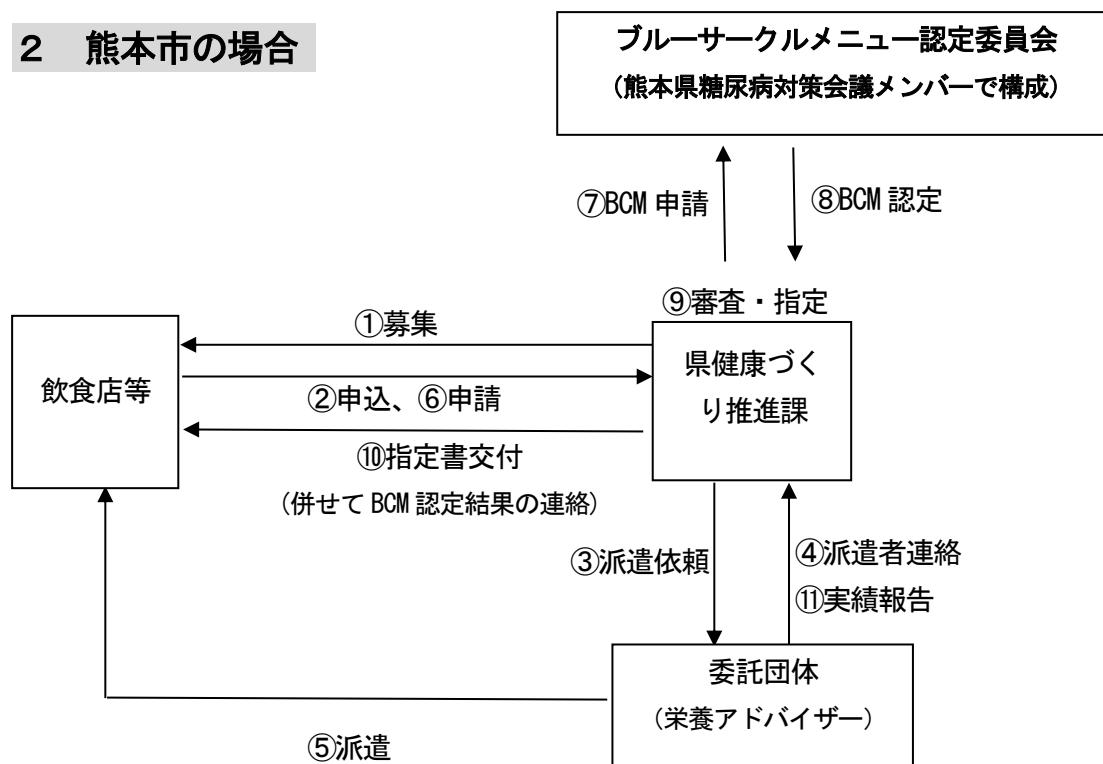 ２　熊本市の場合
ブルーサークルメニュー認定委員会
（熊本県糖尿病対策会議メンバーで構成）
⑦BCM 申請
⑧BCM 認定
⑨審査・指定
①募集
飲食店等
県健康づく
り推進課
②申込、⑥申請
⑩指定書交付
（併せて BCM 認定結果の連絡）
③派遣依頼
④派遣者連絡
⑪実績報告
委託団体
（栄養アドバイザー）
⑤派遣